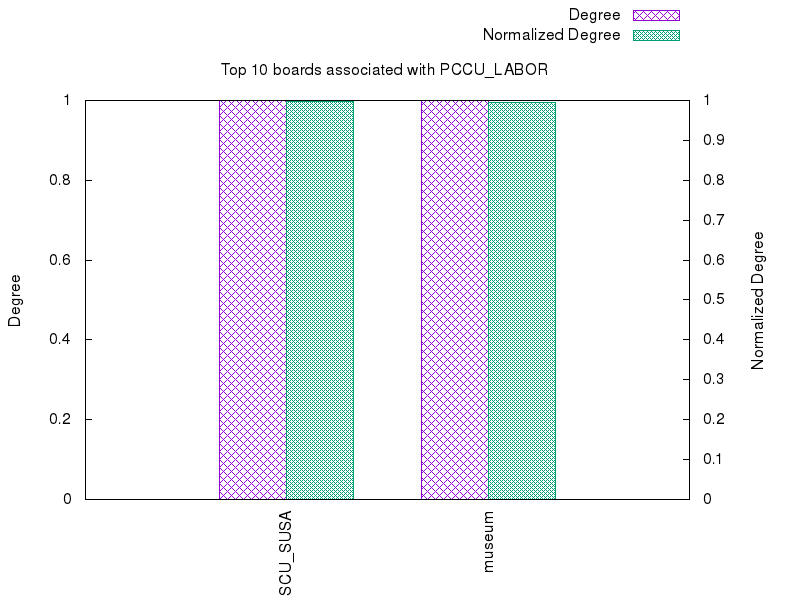 Degree
Normalized Degree
Top 10 boards associated with PCCU_LABOR
1
0.8
0.6
0.4
0.2
0
Degree
1
0.9
0.8
0.7
0.6
0.5
0.4
0.3
0.2
0.1
0
Normalized Degree
SCU_SUSA
museum